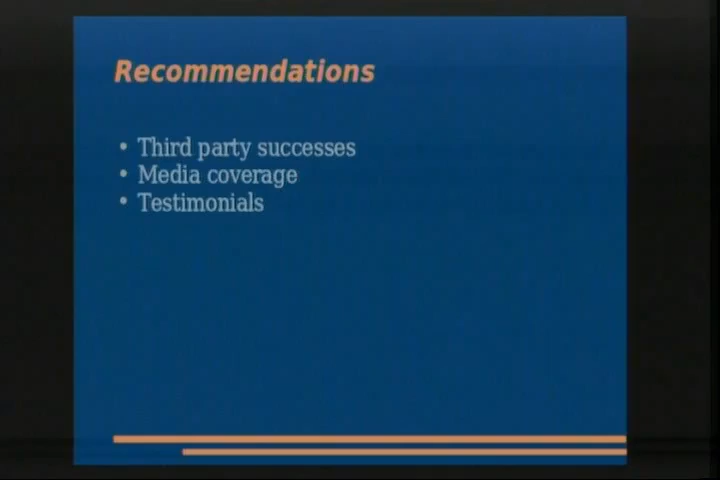 Recommendations
• Third party successes
• Media coverage
• Testimonials